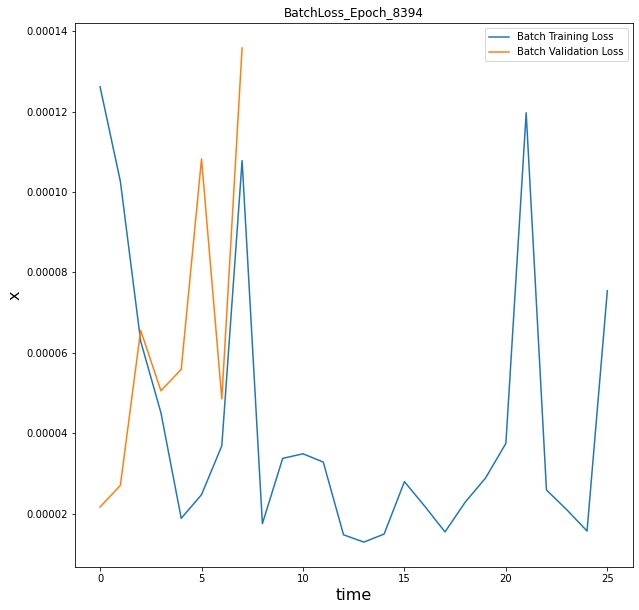 BatchLoss_Epoch_8394
Batch Training Loss
Batch Validation Loss
0.00014
0.00012
0.00010
0.00008
0.00006
0.00004
0.00002
x
0 5 10 15 20 25
time